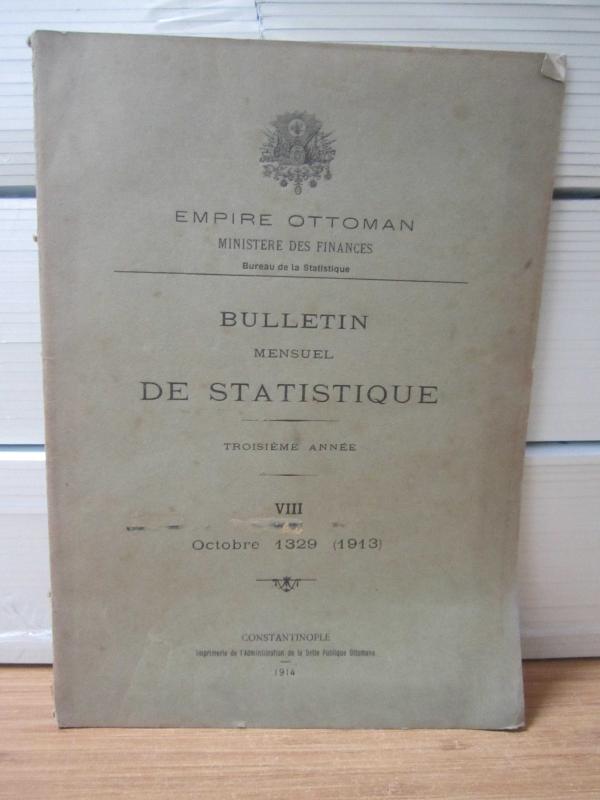 EMPIRE OTTOMAN
MINISTERE DES FINANCES
Bureau de la Statistique
BULLETIN
MENSUEL
DE STATISTIQUE
TROISIÈME ANNÉE
VIII
Octobre 1329 (1913)
CONSTANTINOPLE
Imprimerie de l'Administration de la Dette Publique Ottomane
1914